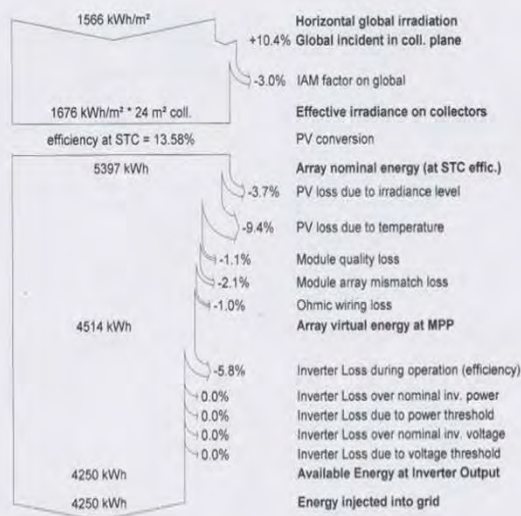 1566 kWh/m² Horizontal global irradiation
+10.4% Global incident in coll. plane
-3.0% IAM factor on global
1676 kWh/m² * 24 m² coll. Effective irradiance on collectors
efficiency at STC = 13.58% PV conversion
5397 kWh Array nominal energy (at STC effic.)
-3.7% PV loss due to irradiance level
-9.4% PV loss due to temperature
-1.1% Module quality loss
-2.1% Module array mismatch loss
-1.0% Ohmic wiring loss
4514 kWh Array virtual energy at MPP
-5.8% Inverter Loss during operation (efficiency)
0.0% Inverter Loss over nominal inv. power
0.0% Inverter Loss due to power threshold
0.0% Inverter Loss over nominal inv. voltage
0.0% Inverter Loss due to voltage threshold
4250 kWh Available Energy at Inverter Output
4250 kWh Energy injected into grid